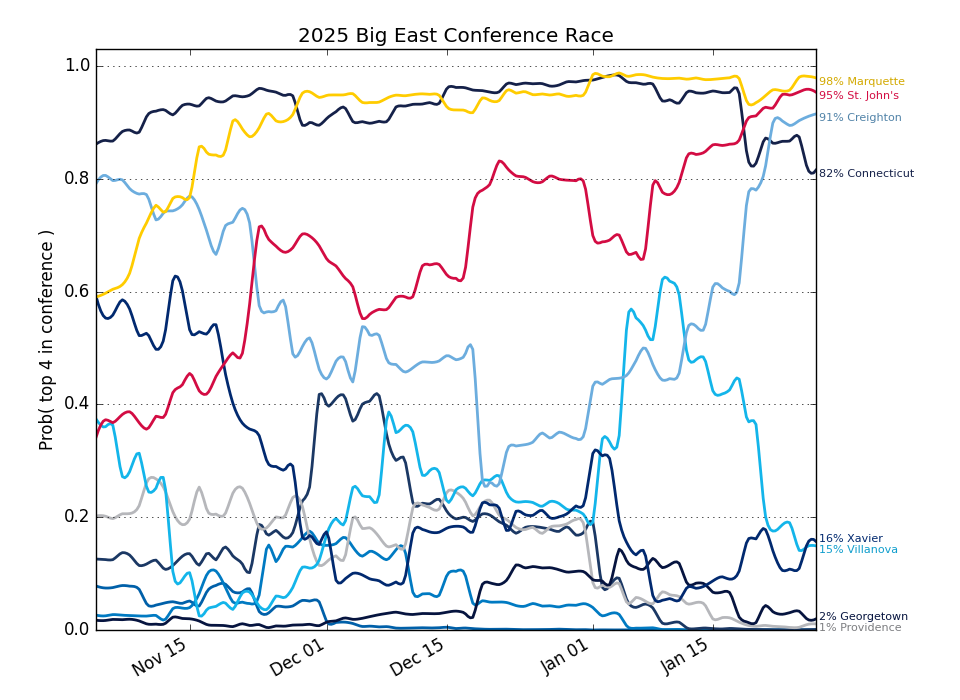 2025 Big East Conference Race
Prob( top 4 in conference )
1.0
0.8
0.6
0.4
0.2
0.0
Nov 15
Dec 01
Dec 15
Jan 01
Jan 15
98% Marquette
95% St. John's
91% Creighton
82% Connecticut
16% Xavier
15% Villanova
2% Georgetown
1% Providence